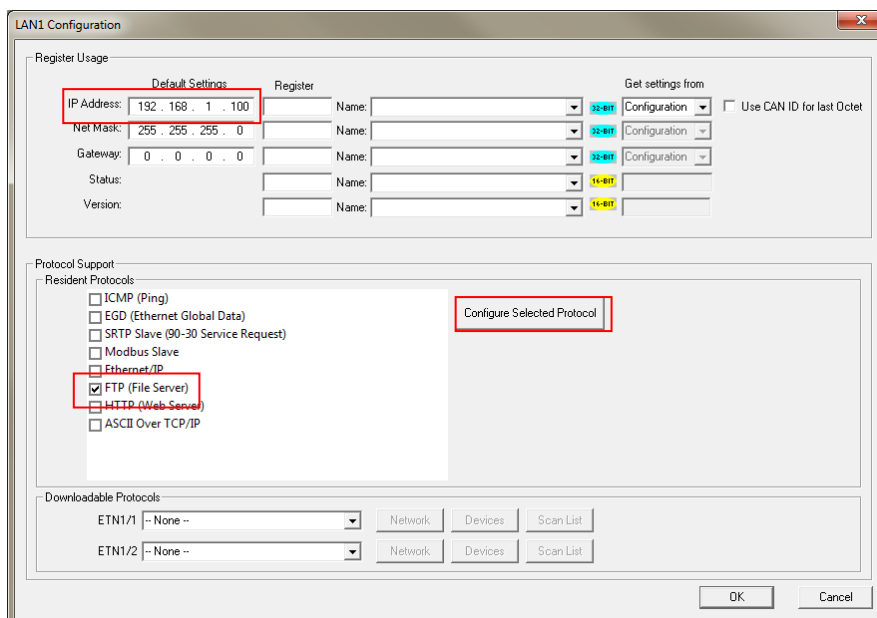 LAN1 Configuration
Register Usage
Default Settings Register Get settings from
IP Address: 192 . 168 . 1 . 100 Name: 32-BIT Configuration Use CAN ID for last Octet
Net Mask: 255 . 255 . 255 . 0 Name: 32-BIT Configuration
Gateway: 0 . 0 . 0 . 0 Name: 32-BIT Configuration
Status: Name: 16-BIT
Version: Name: 16-BIT
Protocol Support
Resident Protocols
ICMP (Ping)
EGD (Ethernet Global Data)
SRTP Slave (90-30 Service Request)
Modbus Slave
Ethernet/IP
FTP (File Server)
HTTP (Web Server)
ASCII Over TCP/IP
Configure Selected Protocol
Downloadable Protocols
ETN1/1 -- None -- Network Devices Scan List
ETN1/2 -- None -- Network Devices Scan List
OK Cancel